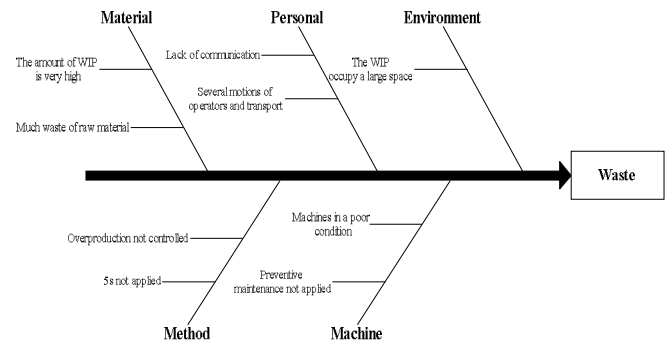 Material
Personal
Environment
The amount of WIP
is very high
Lack of communication
The WIP
occupy a large space
Several motions of
operators and transport
Much waste of raw material
Waste
Overproduction not controlled
Machines in a poor
condition
5s not applied
Preventive
maintenance not applied
Method
Machine